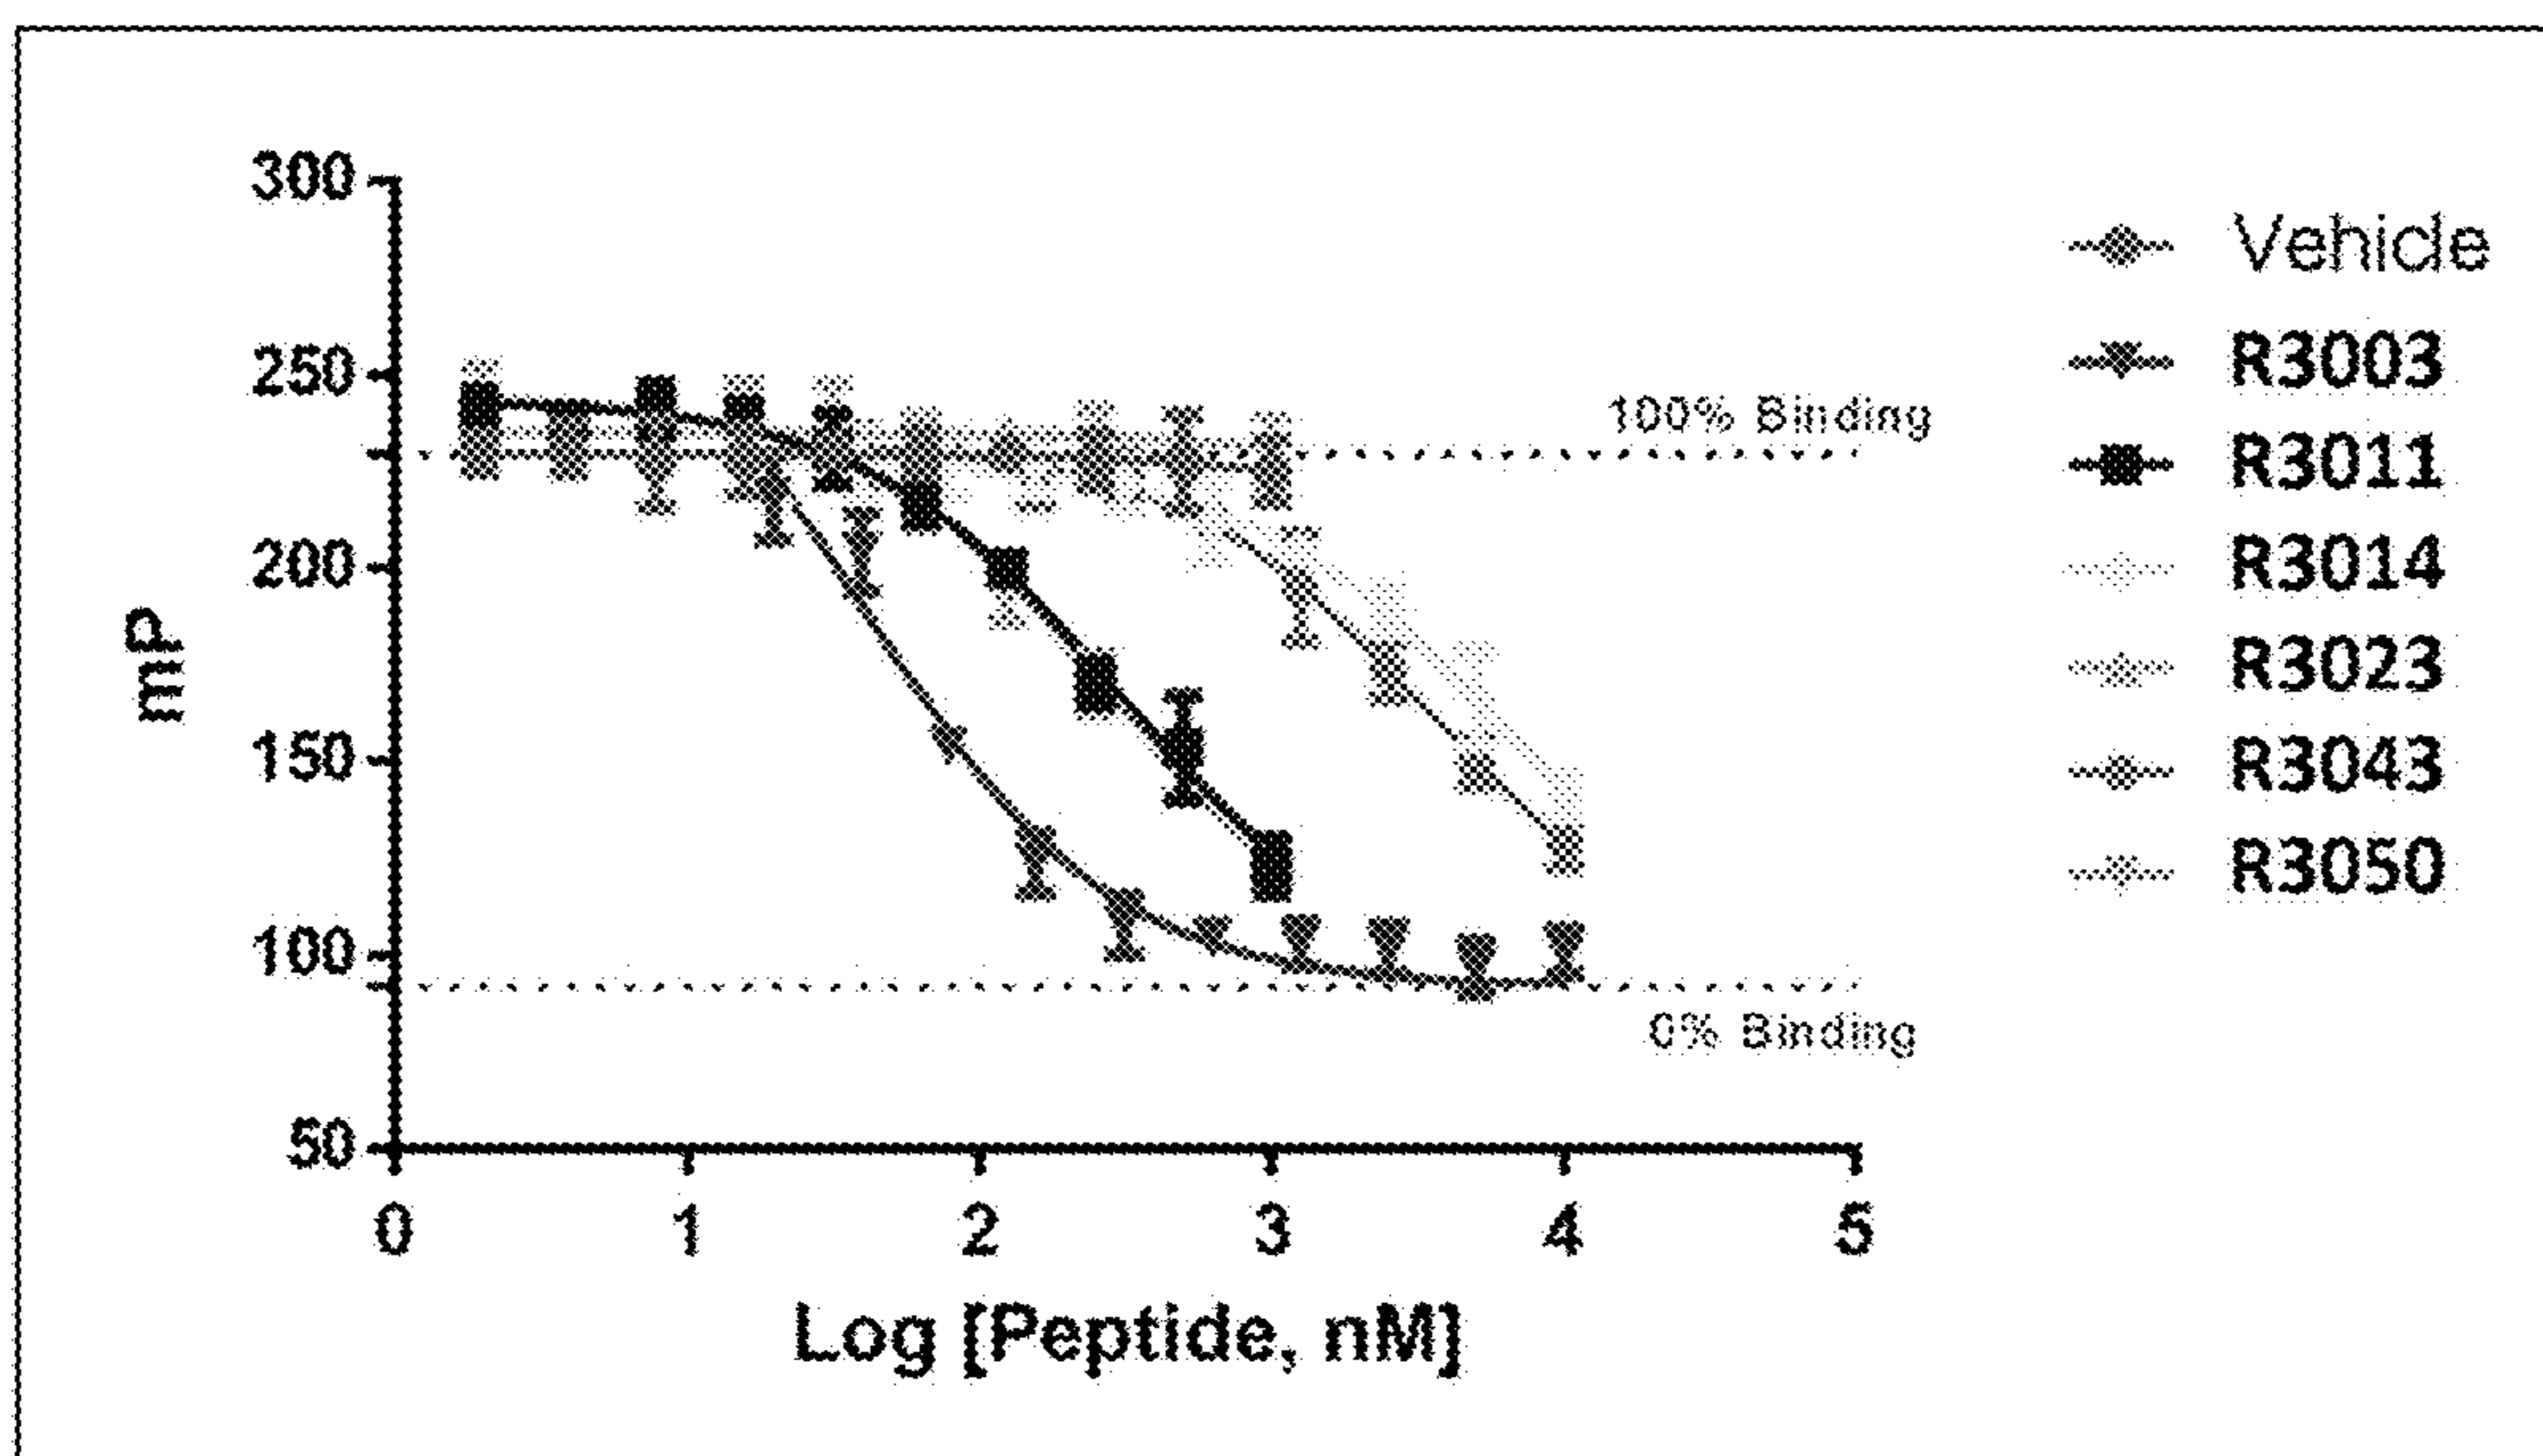 300
250
200
150
100
50
mP
0 1 2 3 4 5
Log [Peptide, nM]
100% Binding
0% Binding
Vehicle
R3003
R3011
R3014
R3023
R3043
R3050